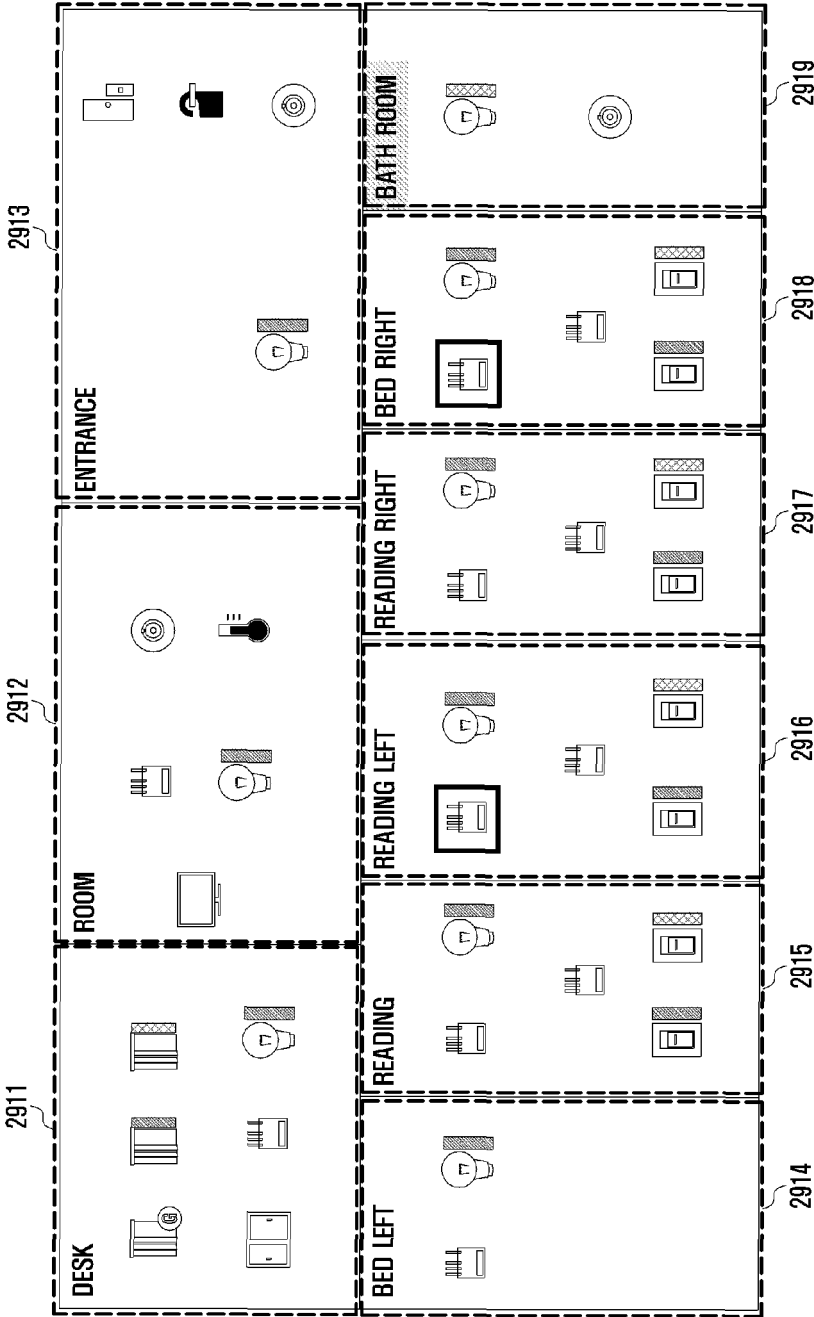 2911
2912
2913
DESK
ROOM
ENTRANCE
G
BED LEFT
READING
READING LEFT
READING RIGHT
BED RIGHT
BATH ROOM
2914
2915
2916
2917
2918
2919